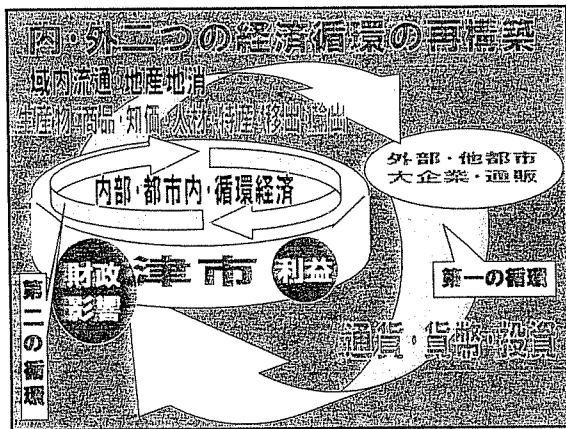 内・外二つの経済循環の再構築
域内流通・地産地消
生産物・商品・知価・人材・特産・移出・輸出
外部・他都市
大企業・通販
内部・都市内・循環経済
財政
影響
津市
利益
第一の循環
第二の循環
通貨・貨幣・投資